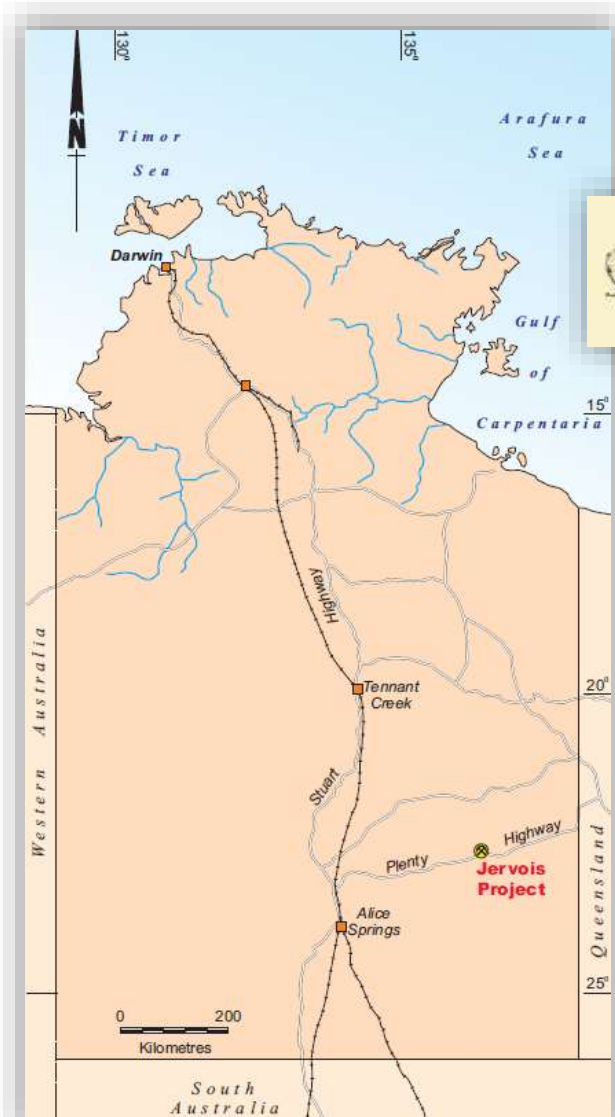 130°
135°
N
Timor
Sea
Arafura
Sea
Darwin
Gulf
of
Carpentaria
15°
Highway
Western Australia
Tennant
Creek
20°
Stuart
Plenty
Highway
Jervois
Project
Queensland
Alice
Springs
25°
0
200
Kilometres
South
Australia